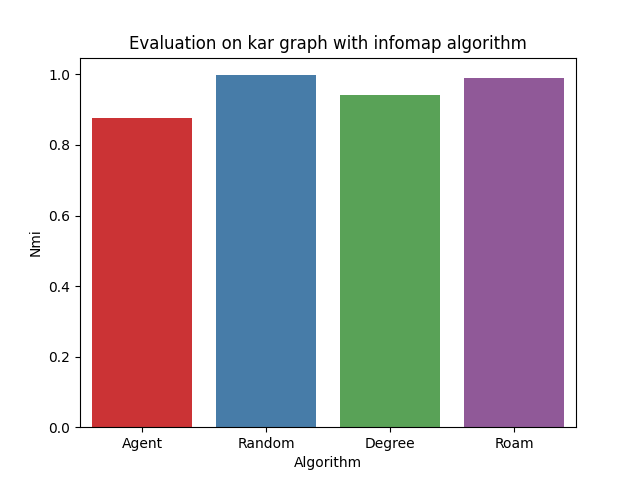 Evaluation on kar graph with infomap algorithm
1.0
0.8
0.6
0.4
0.2
0.0
Nmi
Agent Random Degree Roam
Algorithm